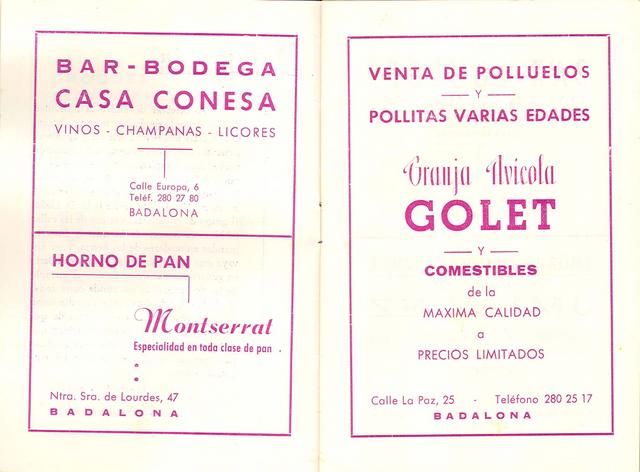 BAR-BODEGA
CASA CONESA
VINOS - CHAMPANAS - LICORES
Calle Europa, 6
Teléf. 280 27 80
BADALONA
HORNO DE PAN
Montserrat
Especialidad en toda clase de pan .
Ntra. Sra. de Lourdes, 47
BADALONA
VENTA DE POLLUELOS
Y
POLLITAS VARIAS EDADES
Granja Avícola
GOLET
Y
COMESTIBLES
de la
MAXIMA CALIDAD
a
PRECIOS LIMITADOS
Calle La Paz, 25 - Teléfono 280 25 17
BADALONA